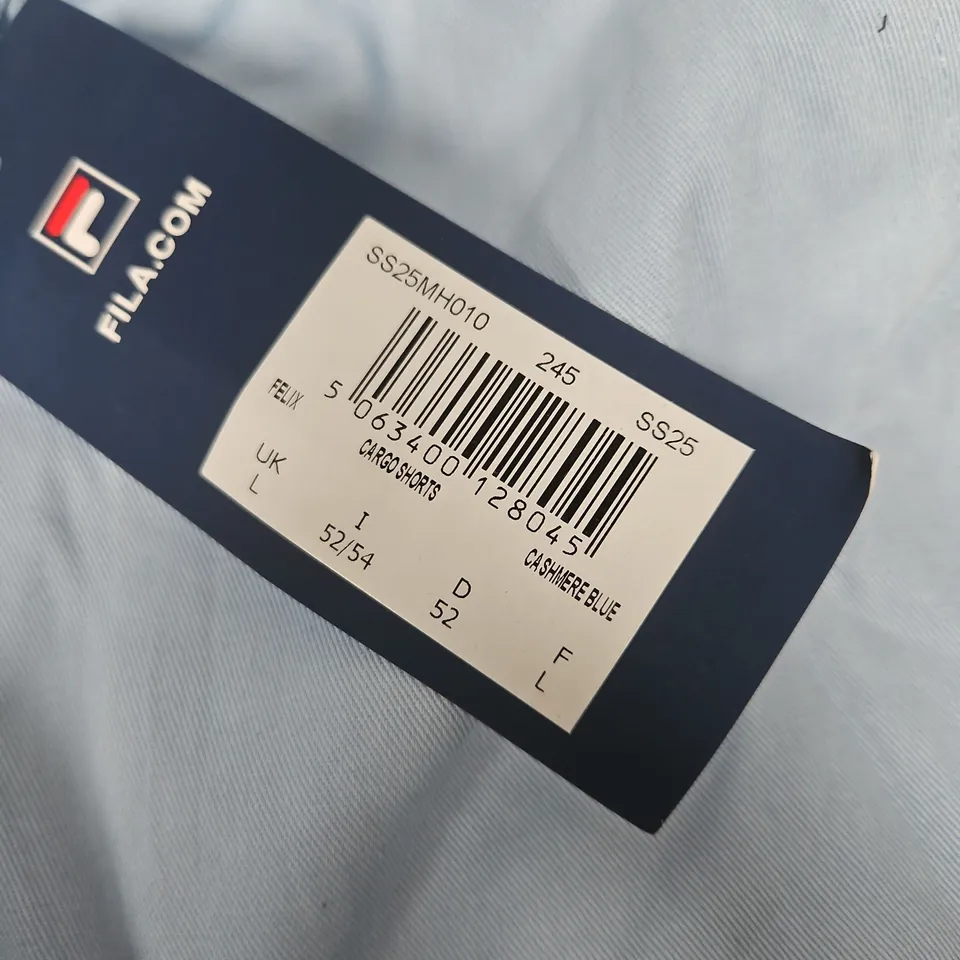 FILA.COM
SS25MH010 245 SS25
5 063400 128045
FELIX CARGO SHORTS CASHMERE BLUE
UK I D F
L 52/54 52 L